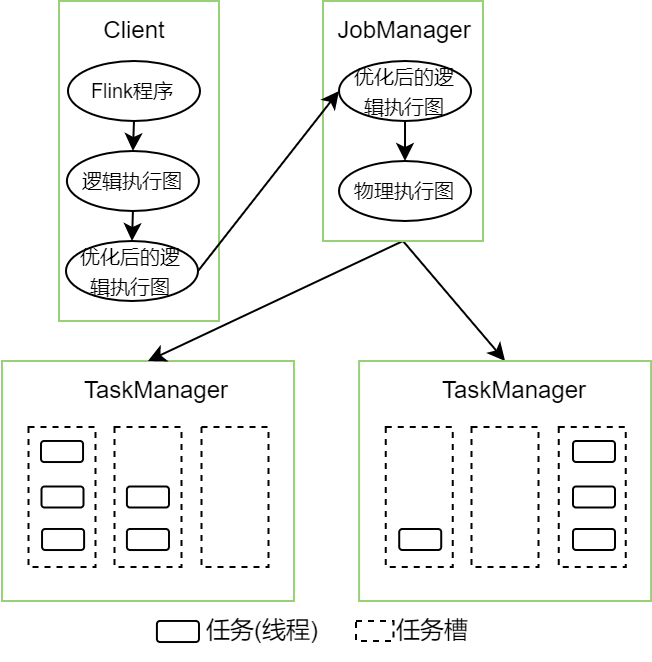 Client
Flink程序
逻辑执行图
优化后的逻
辑执行图
JobManager
优化后的逻
辑执行图
物理执行图
TaskManager
TaskManager
任务(线程)
任务槽